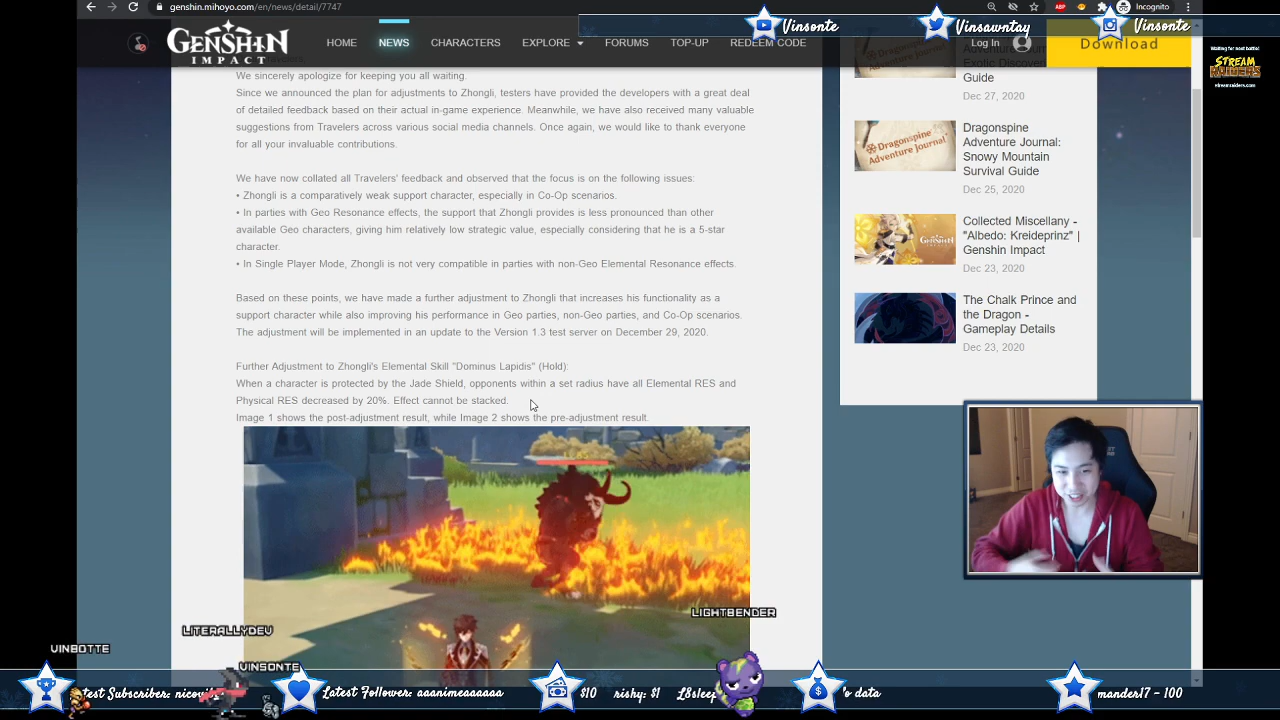 genshin.mihoyo.com/en/news/detail/7747
Incognito
Vinsonte
Vinsawntay
Vinsonte
GENSHIN
IMPACT
HOME
NEWS
CHARACTERS
EXPLORE
FORUMS
TOP-UP
REDEEM CODE
Log In
Download
Waiting for next battle!
STREAM
RAIDERS
streamraiders.com
We sincerely apologize for keeping you all waiting.
Since we announced the plan for adjustments to Zhongli, testers have provided the developers with a great deal
of detailed feedback based on their actual in-game experience. Meanwhile, we have also received many valuable
suggestions from Travelers across various social media channels. Once again, we would like to thank everyone
for all your invaluable contributions.
We have now collated all Travelers' feedback and observed that the focus is on the following issues:
• Zhongli is a comparatively weak support character, especially in Co-Op scenarios.
• In parties with Geo Resonance effects, the support that Zhongli provides is less pronounced than other
available Geo characters, giving him relatively low strategic value, especially considering that he is a 5-star
character.
• In Single Player Mode, Zhongli is not very compatible in parties with non-Geo Elemental Resonance effects.
Based on these points, we have made a further adjustment to Zhongli that increases his functionality as a
support character while also improving his performance in Geo parties, non-Geo parties, and Co-Op scenarios.
The adjustment will be implemented in an update to the Version 1.3 test server on December 29, 2020.
Further Adjustment to Zhongli's Elemental Skill "Dominus Lapidis" (Hold):
When a character is protected by the Jade Shield, opponents within a set radius have all Elemental RES and
Physical RES decreased by 20%. Effect cannot be stacked.
Image 1 shows the post-adjustment result, while Image 2 shows the pre-adjustment result.
Exotic Discovery
Guide
Dec 27, 2020
Dragonspine
Adventure Journal
Dragonspine
Adventure Journal:
Snowy Mountain
Survival Guide
Dec 25, 2020
GENSHIN
Collected Miscellany -
"Albedo: Kreideprinz" |
Genshin Impact
Dec 23, 2020
The Chalk Prince and
the Dragon -
Gameplay Details
Dec 23, 2020
LIGHTBENDER
LITERALLYDEV
VINBOTTE
VINSONTE
Latest Follower: aaanimeaaaaaa
$10
rishy: $1
mander17 - 100